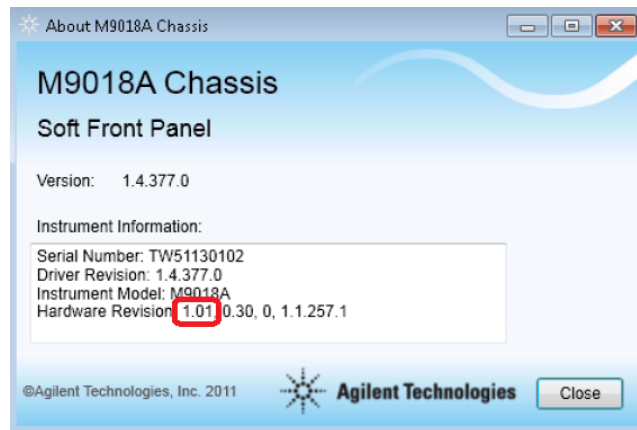 About M9018A Chassis
M9018A Chassis
Soft Front Panel
Version: 1.4.377.0
Instrument Information:
Serial Number: TW51130102
Driver Revision: 1.4.377.0
Instrument Model: M9018A
Hardware Revision: 1.01, 0.30, 0, 1.1.257.1
©Agilent Technologies, Inc. 2011
Agilent Technologies
Close